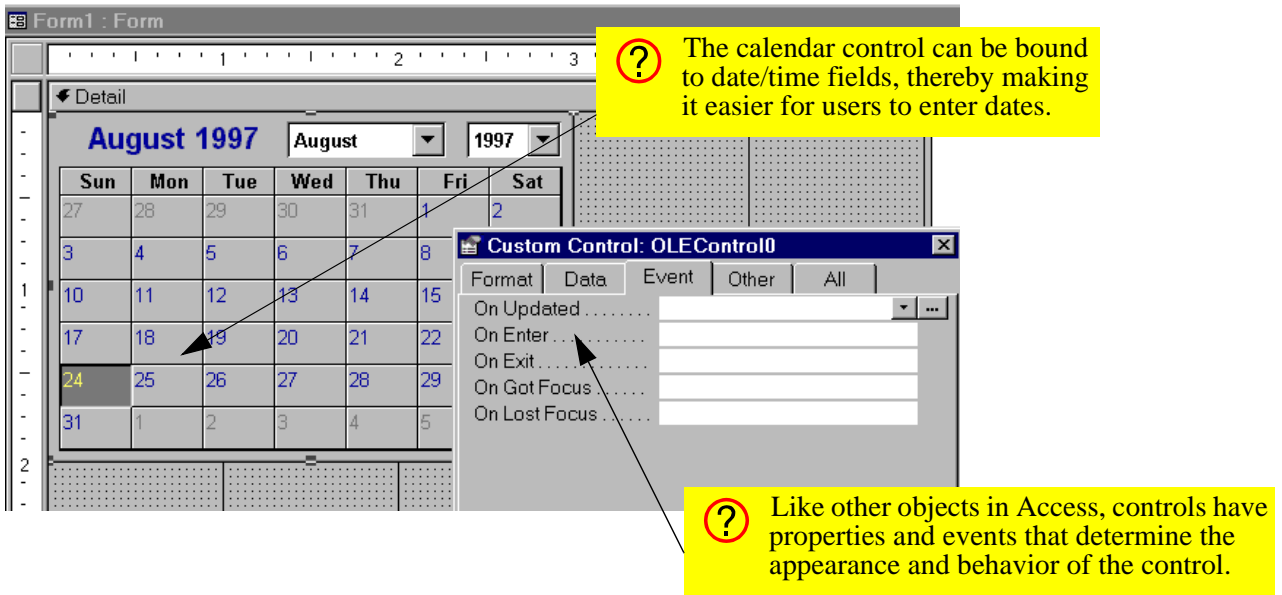 Form1 : Form
1 2 3
The calendar control can be bound
to date/time fields, thereby making
it easier for users to enter dates.
Detail
August 1997 August 1997
Sun Mon Tue Wed Thu Fri Sat
27 28 29 30 31 1 2
3 4 5 6 7 8
10 11 12 13 14 15
17 18 19 20 21 22
24 25 26 27 28 29
31 1 2 3 4 5
1
2
Custom Control: OLEControl0
Format Data Event Other All
On Updated ........
On Enter ...........
On Exit .............
On Got Focus ......
On Lost Focus ......
Like other objects in Access, controls have
properties and events that determine the
appearance and behavior of the control.